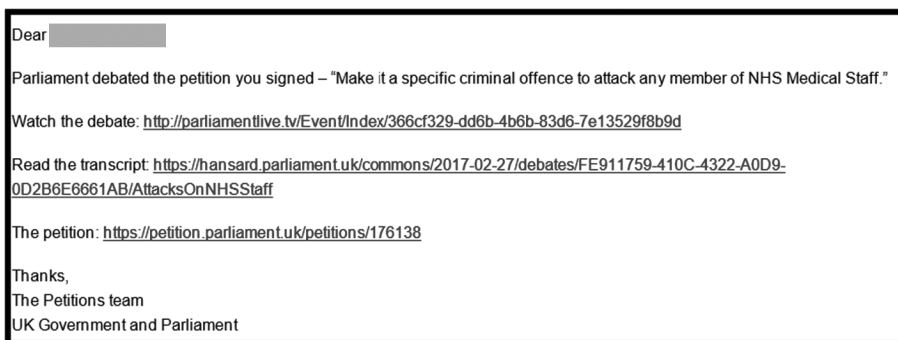 Dear
Parliament debated the petition you signed – “Make it a specific criminal offence to attack any member of NHS Medical Staff.”
Watch the debate: http://parliamentlive.tv/Event/Index/366cf329-dd6b-4b6b-83d6-7e13529f8b9d
Read the transcript: https://hansard.parliament.uk/commons/2017-02-27/debates/FE911759-410C-4322-A0D9-
0D2B6E6661AB/AttacksOnNHSStaff
The petition: https://petition.parliament.uk/petitions/176138
Thanks,
The Petitions team
UK Government and Parliament